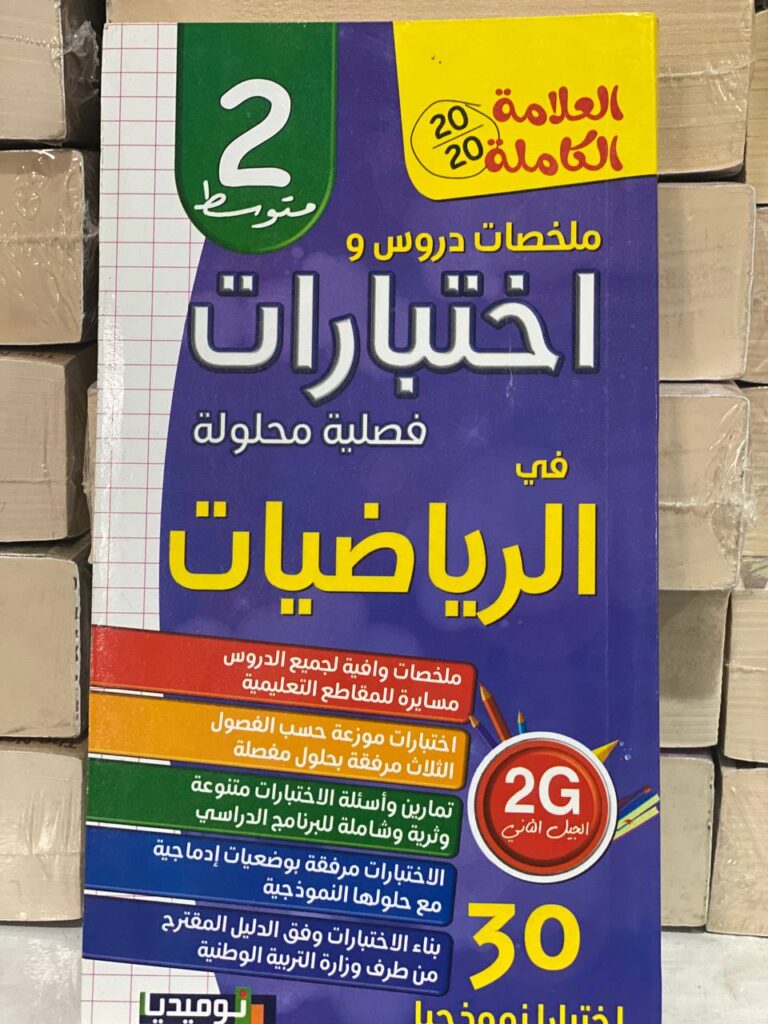 العلامة
الكاملة
20
20
2
متوسط
ملخصات دروس و
اختبارات
فصلية محلولة
في
الرياضيات
ملخصات وافية لجميع الدروس
مسايرة للمقاطع التعليمية
اختبارات موزعة حسب الفصول
الثلاث مرفقة بحلول مفصلة
تمارين وأسئلة الاختبارات متنوعة
وثرية وشاملة للبرنامج الدراسي
الاختبارات مرفقة بوضعيات إدماجية
مع حلولها النموذجية
بناء الاختبارات وفق الدليل المقترح
من طرف وزارة التربية الوطنية
2G
الجيل الثاني
30
اختبارا نموذجيا
نوميديا